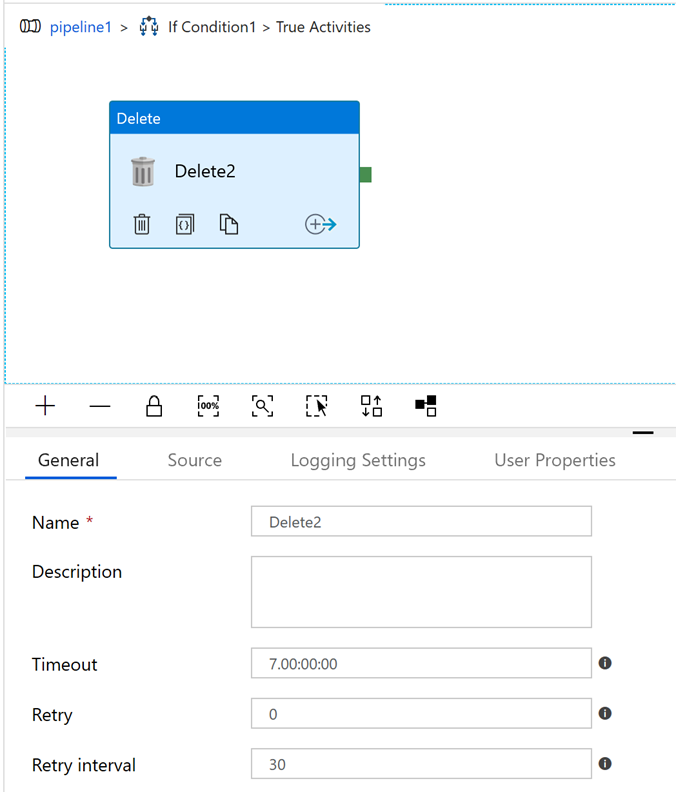 pipeline1 > If Condition1 > True Activities
Delete
Delete2
{}
100%
General Source Logging Settings User Properties
Name * Delete2
Description
Timeout 7.00:00:00
Retry 0
Retry interval 30